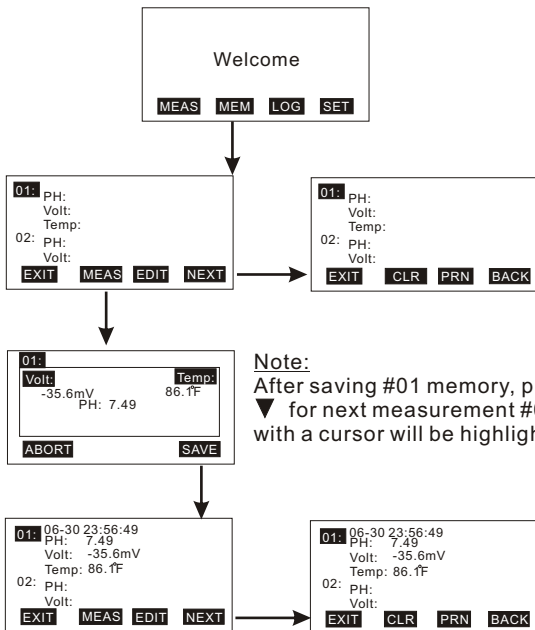 Welcome
MEAS MEM LOG SET
01: PH:
Volt:
Temp:
02: PH:
Volt:
EXIT MEAS EDIT NEXT
01: PH:
Volt:
Temp:
02: PH:
Volt:
EXIT CLR PRN BACK
01:
Volt: Temp:
-35.6mV 86.1°F
PH: 7.49
ABORT SAVE
Note:
After saving #01 memory,
▼ for next measurement
with a cursor will be
01: 06-30 23:56:49
PH: 7.49
Volt: -35.6mV
Temp: 86.1°F
02: PH:
Volt:
EXIT MEAS EDIT NEXT
01: 06-30 23:56:49
PH: 7.49
Volt: -35.6mV
Temp: 86.1°F
02: PH:
Volt:
EXIT CLR PRN BACK